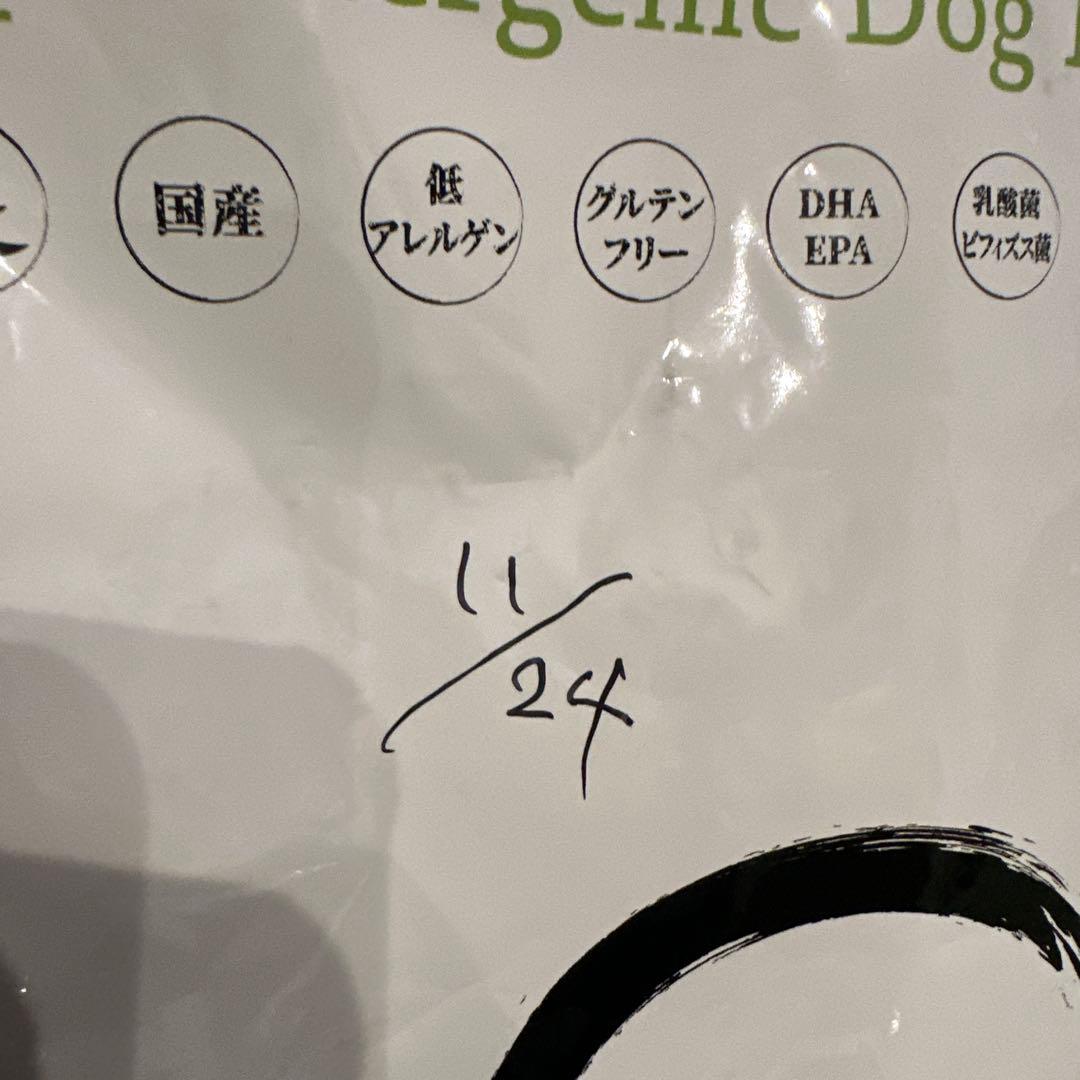 Dog
国産
低
アレルゲン
グルテン
フリー
DHA
EPA
乳酸菌
ビフィズス菌
11/24